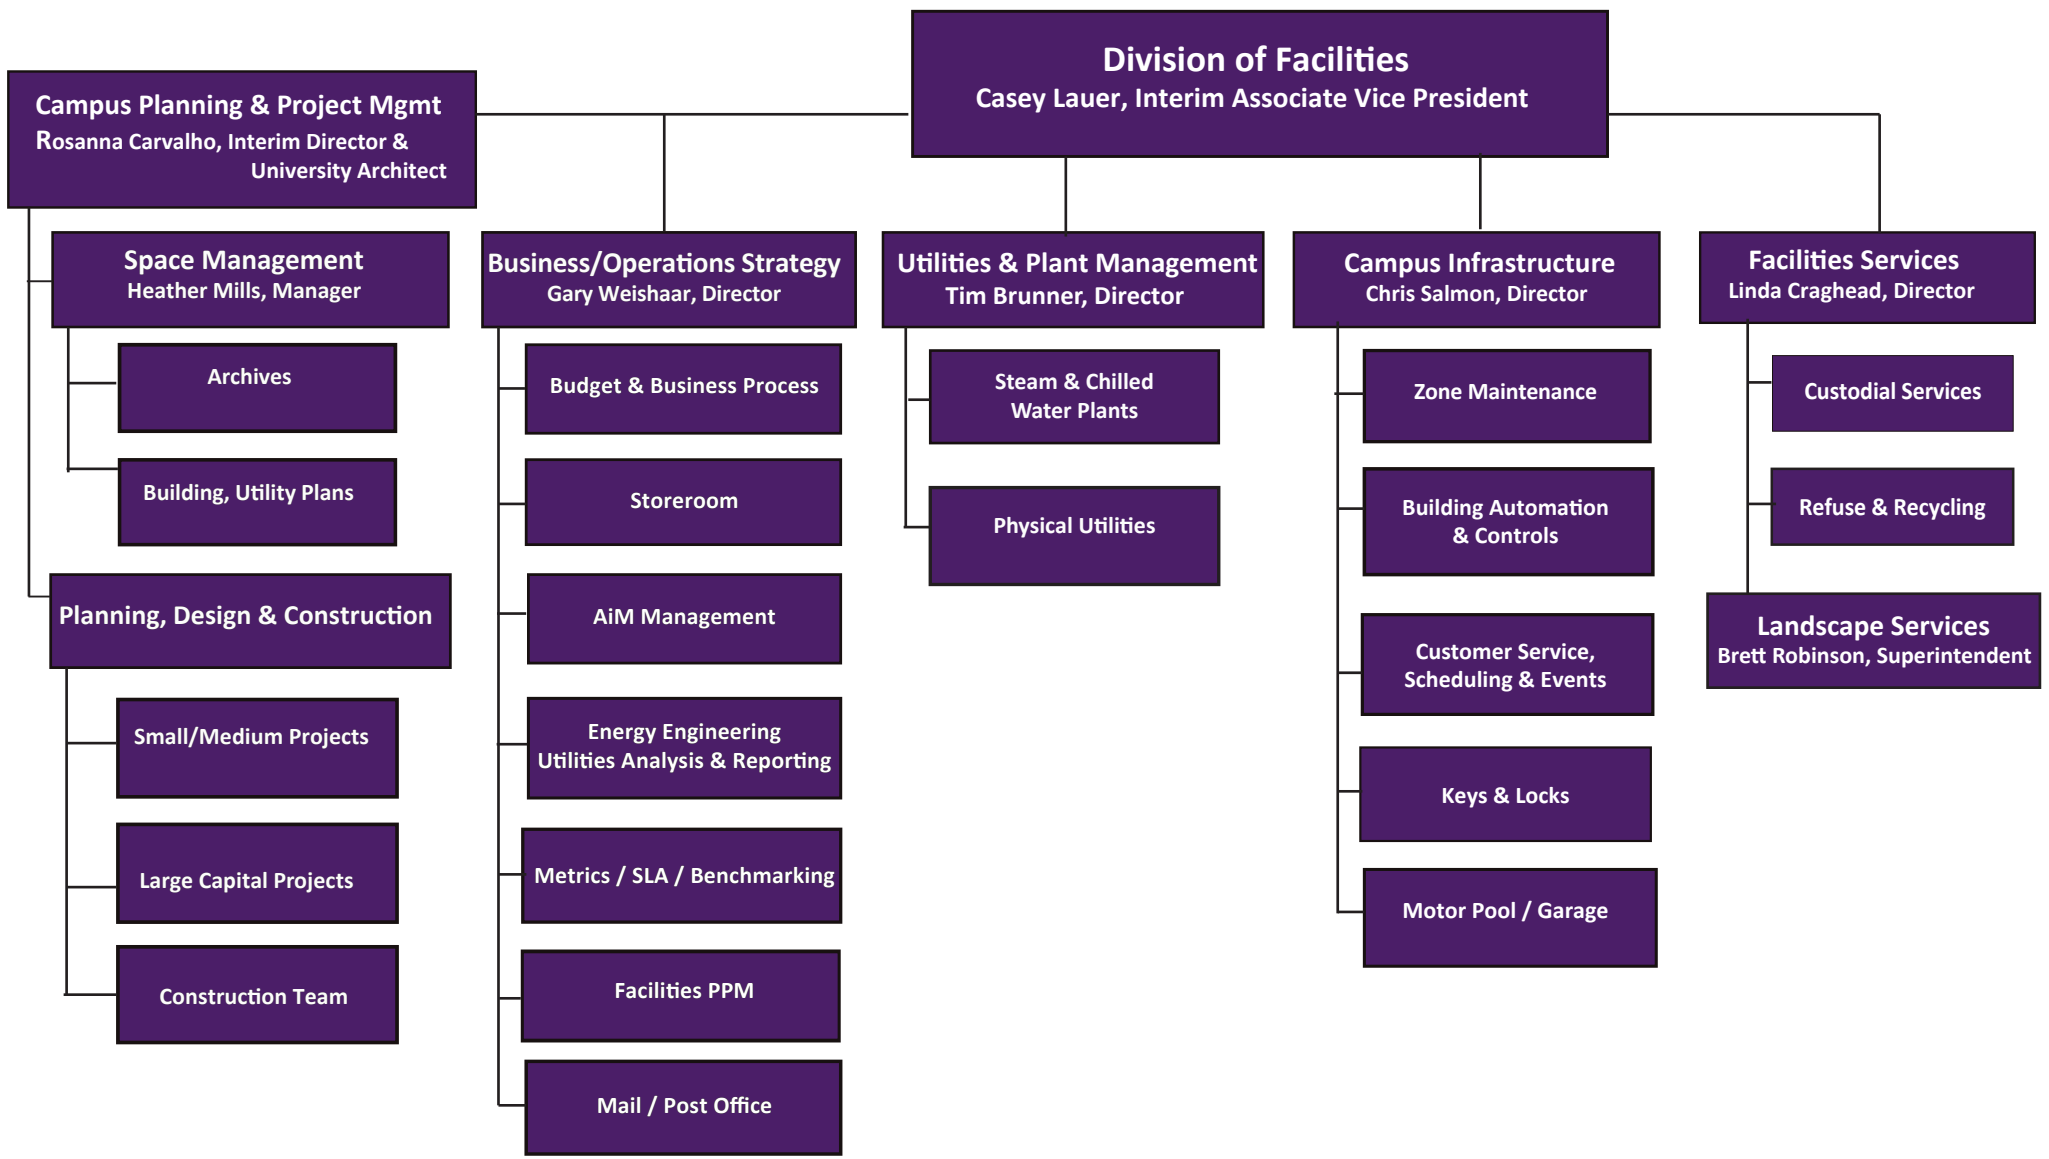 Division of Facilities
Casey Lauer, Interim Associate Vice President
Campus Planning & Project Mgmt
Rosanna Carvalho, Interim Director &
University Architect
Space Management
Heather Mills, Manager
Archives
Building, Utility Plans
Planning, Design & Construction
Small/Medium Projects
Large Capital Projects
Construction Team
Business/Operations Strategy
Gary Weishaar, Director
Budget & Business Process
Storeroom
AiM Management
Energy Engineering
Utilities Analysis & Reporting
Metrics / SLA / Benchmarking
Facilities PPM
Mail / Post Office
Utilities & Plant Management
Tim Brunner, Director
Steam & Chilled
Water Plants
Physical Utilities
Campus Infrastructure
Chris Salmon, Director
Zone Maintenance
Building Automation
& Controls
Customer Service,
Scheduling & Events
Keys & Locks
Motor Pool / Garage
Facilities Services
Linda Craghead, Director
Custodial Services
Refuse & Recycling
Landscape Services
Brett Robinson, Superintendent